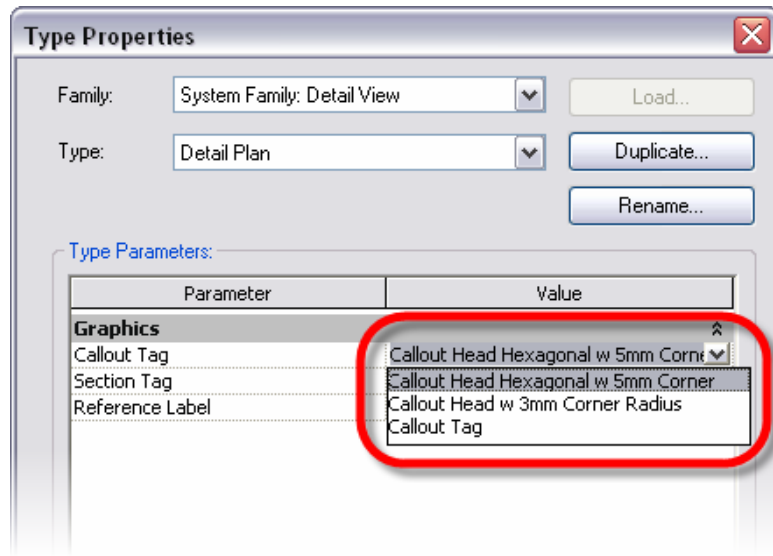 Type Properties
Family: System Family: Detail View Load...
Type: Detail Plan Duplicate...
Rename...
Type Parameters:
Parameter Value
Graphics
Callout Tag Callout Head Hexagonal w 5mm Corne
Section Tag Callout Head Hexagonal w 5mm Corner
Reference Label Callout Head w 3mm Corner Radius
Callout Tag